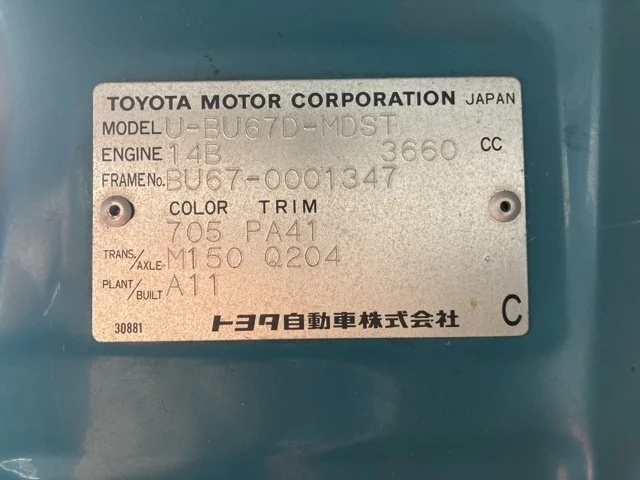 TOYOTA MOTOR CORPORATION JAPAN
MODEL U-BU67D-MDST
ENGINE 14B 3660 CC
FRAME No. BU67-0001347
COLOR TRIM
705 PA41
TRANS./AXLE M150 Q204
PLANT/BUILT A11
30881 トヨタ自動車株式会社 C